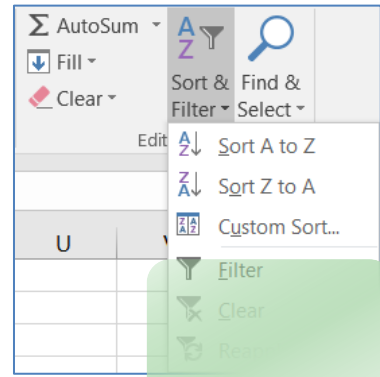 AutoSum
Fill
Clear
Sort & Filter
Find & Select
Edit
Sort A to Z
Sort Z to A
Custom Sort...
U
Filter
Clear